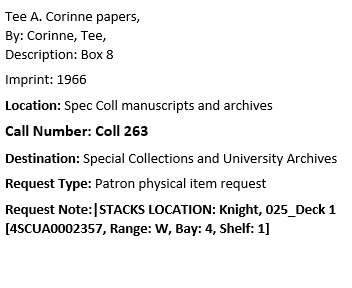 Tee A. Corinne papers,
By: Corinne, Tee,
Description: Box 8
Imprint: 1966
Location: Spec Coll manuscripts and archives
Call Number: Coll 263
Destination: Special Collections and University Archives
Request Type: Patron physical item request
Request Note:|STACKS LOCATION: Knight, 025_Deck 1
[4SCUA0002357, Range: W, Bay: 4, Shelf: 1]